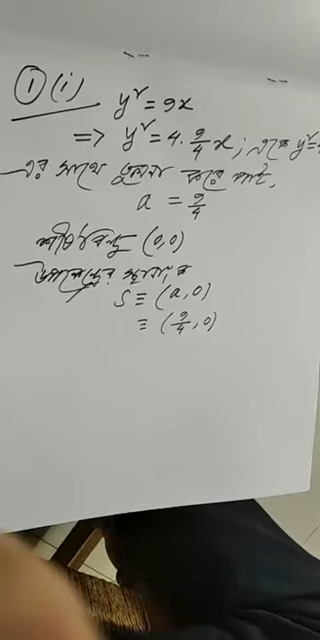 ① (i) y² = 9x
=> y² = 4. 9/4 x ; একে y² =
এর সাথে তুলনা করে পাই,
a = 9/4
শীর্ষবিন্দু (0,0)
উপকেন্দ্রের স্থানাঙ্ক
S ≡ (a, 0)
≡ (9/4, 0)